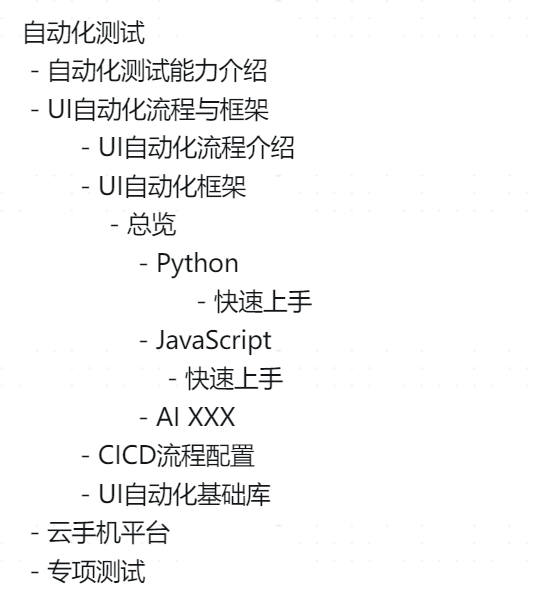 自动化测试
- 自动化测试能力介绍
- UI自动化流程与框架
- UI自动化流程介绍
- UI自动化框架
- 总览
- Python
- 快速上手
- JavaScript
- 快速上手
- AI XXX
- CICD流程配置
- UI自动化基础库
- 云手机平台
- 专项测试